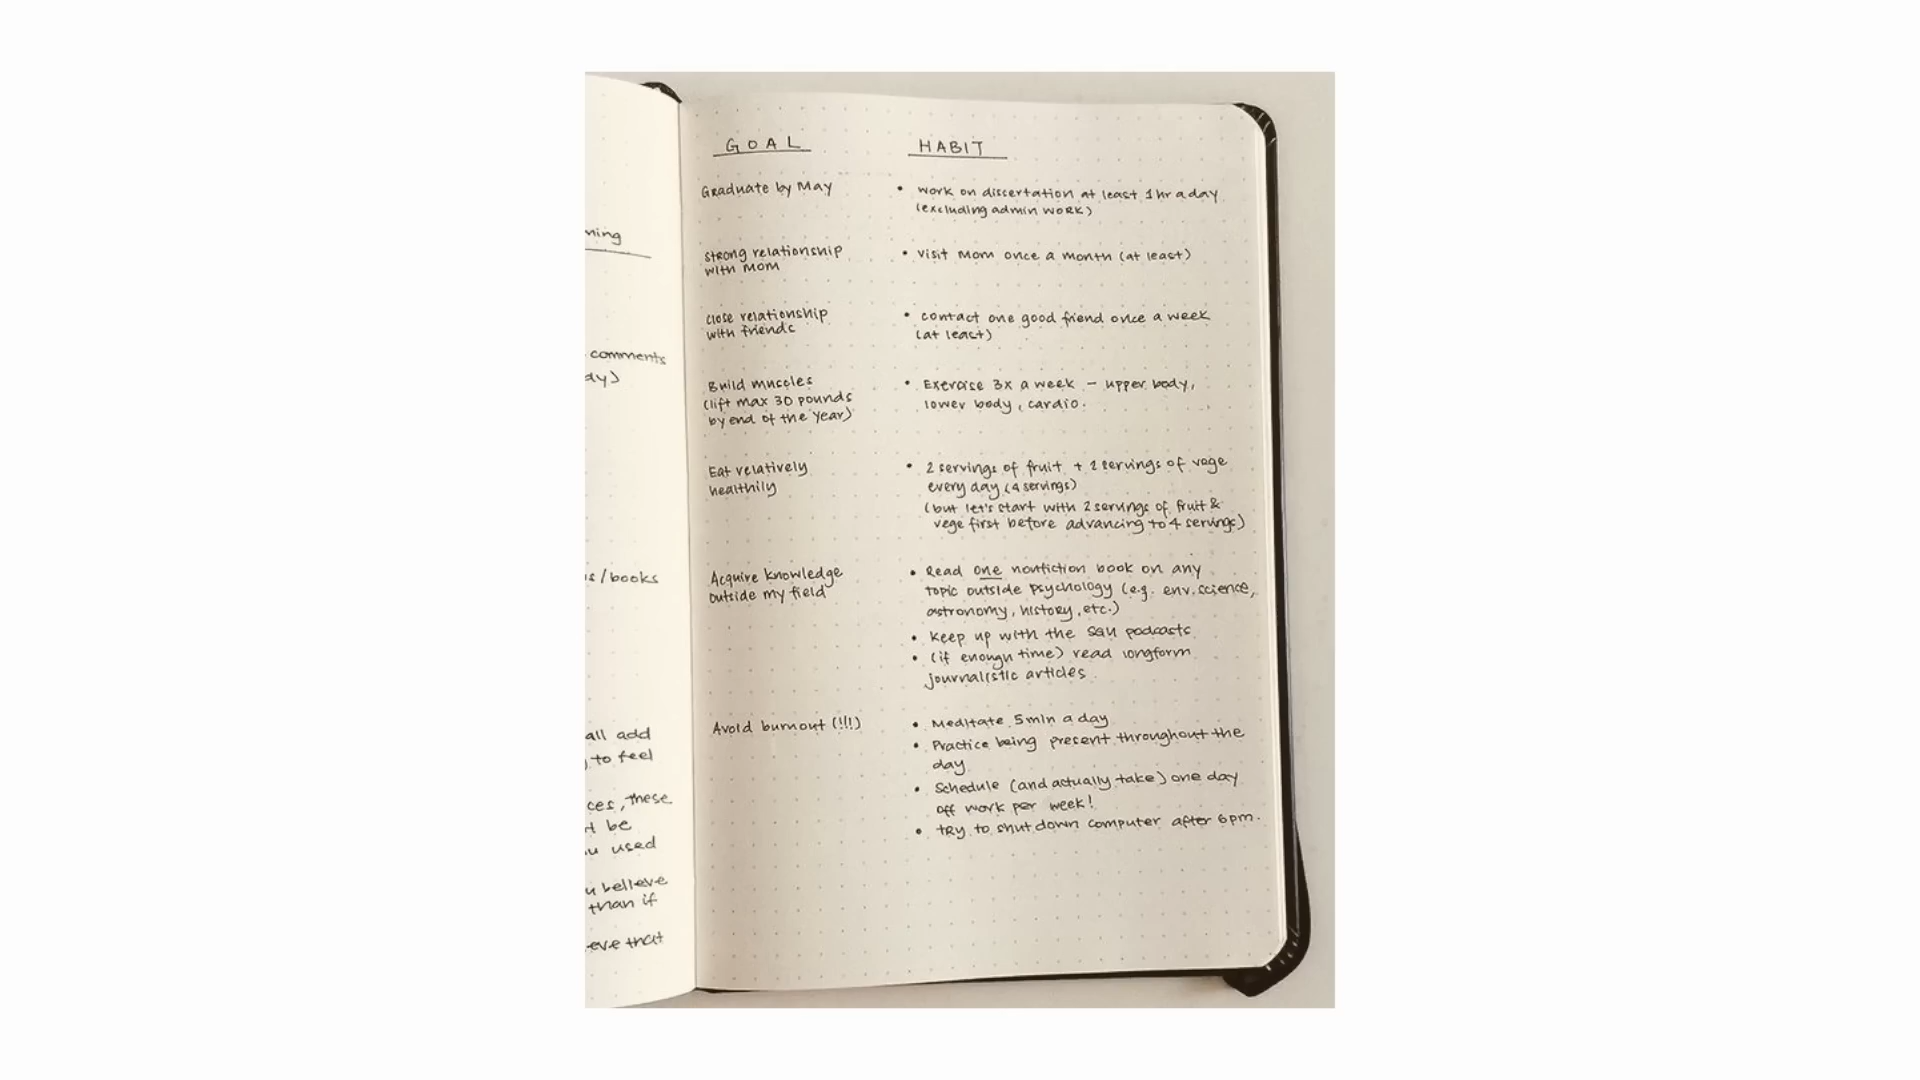 ning
comments
ay)
s/books
all add
to feel
ces, these
t be
u used
u believe
than if
eve that
GOAL
HABIT
Graduate by May
• work on dissertation at least 1 hr a day
(excluding admin work)
strong relationship
with mom
• visit mom once a month (at least)
close relationship
with friends
• contact one good friend once a week
(at least)
Build muscles
(lift max 30 pounds
by end of the year)
• Exercise 3x a week – upper body,
lower body, cardio.
Eat relatively
healthily
• 2 servings of fruit + 2 servings of vege
every day (4 servings)
(but let's start with 2 servings of fruit &
vege first before advancing to 4 servings)
Acquire knowledge
outside my field
• Read one nonfiction book on any
topic outside psychology (e.g. env. science,
astronomy, history, etc.)
• keep up with the SGU podcasts
• (if enough time) read longform
journalistic articles
Avoid burnout (!!!)
• Meditate 5 min a day
• Practice being present throughout the
day
• Schedule (and actually take) one day
off work per week!
• try to shut down computer after 6pm.